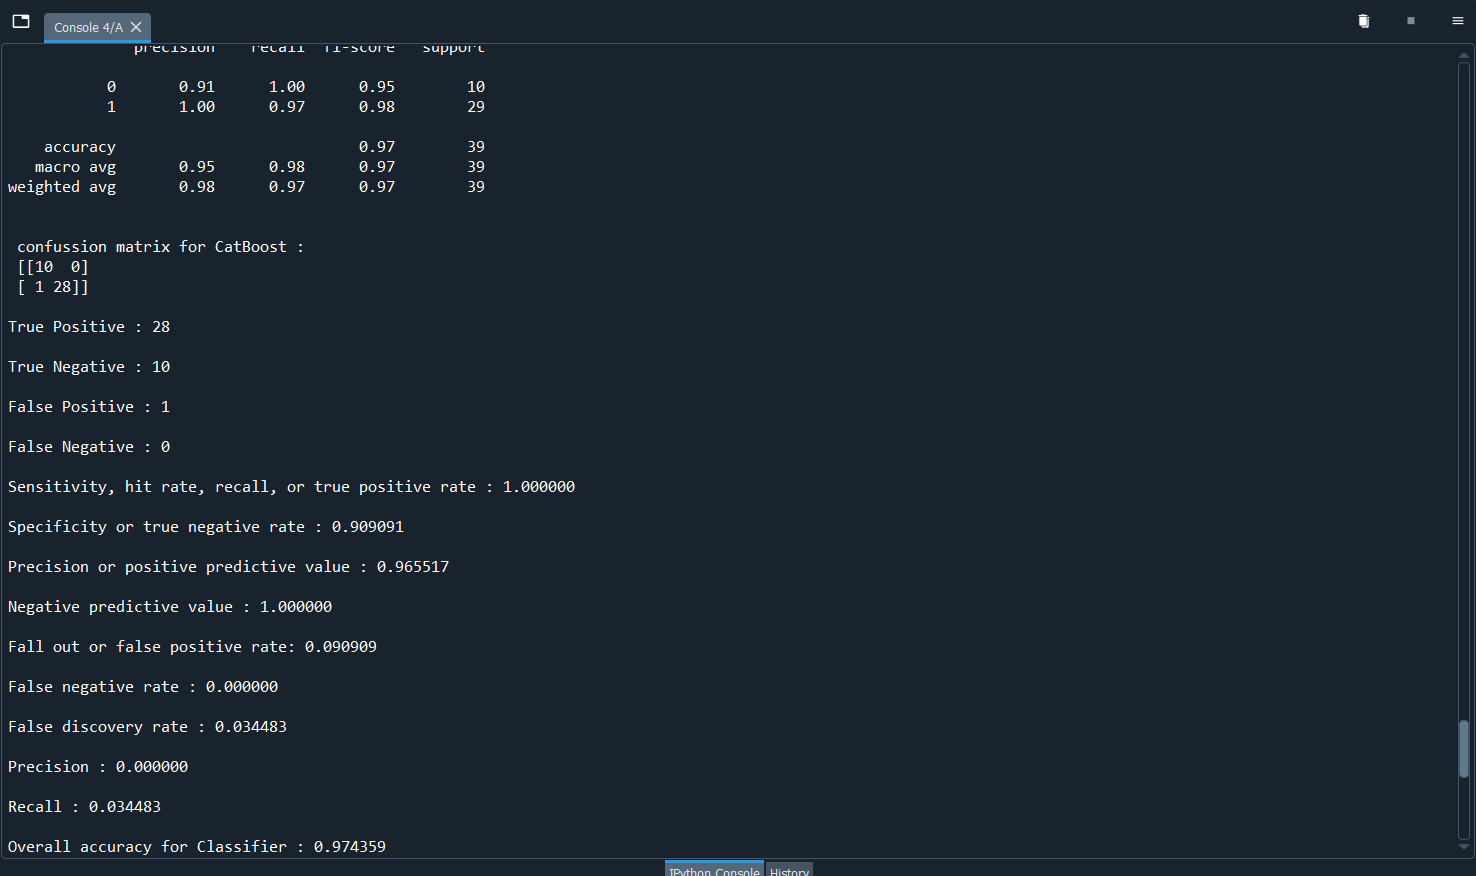 Console 4/A
precision recall f1-score support
0 0.91 1.00 0.95 10
1 1.00 0.97 0.98 29
accuracy 0.97 39
macro avg 0.95 0.98 0.97 39
weighted avg 0.98 0.97 0.97 39
confussion matrix for CatBoost :
[[10 0]
[ 1 28]]
True Positive : 28
True Negative : 10
False Positive : 1
False Negative : 0
Sensitivity, hit rate, recall, or true positive rate : 1.000000
Specificity or true negative rate : 0.909091
Precision or positive predictive value : 0.965517
Negative predictive value : 1.000000
Fall out or false positive rate: 0.090909
False negative rate : 0.000000
False discovery rate : 0.034483
Precision : 0.000000
Recall : 0.034483
Overall accuracy for Classifier : 0.974359
IPython Console History